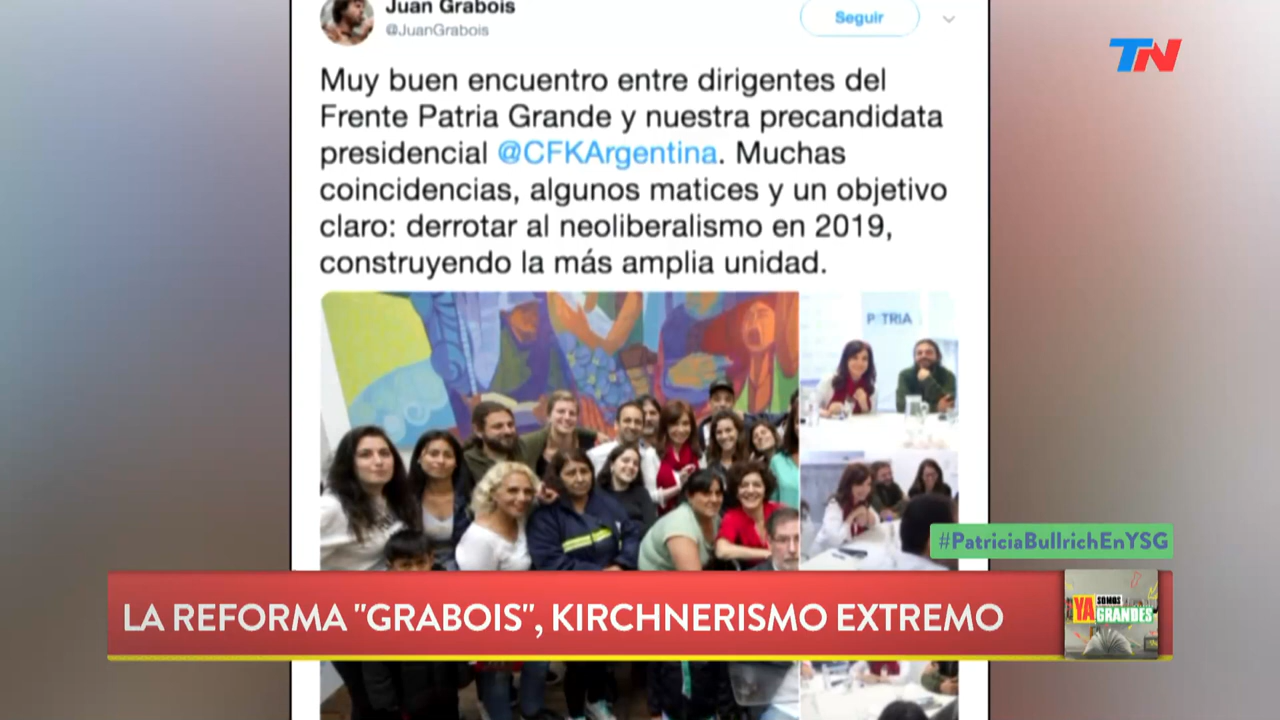 Juan Grabois
@JuanGrabois
Seguir
TN
Muy buen encuentro entre dirigentes del
Frente Patria Grande y nuestra precandidata
presidencial @CFKArgentina. Muchas
coincidencias, algunos matices y un objetivo
claro: derrotar al neoliberalismo en 2019,
construyendo la más amplia unidad.
PATRIA
#PatriciaBullrichEnYSG
LA REFORMA "GRABOIS", KIRCHNERISMO EXTREMO
YA SOMOS
GRANDES